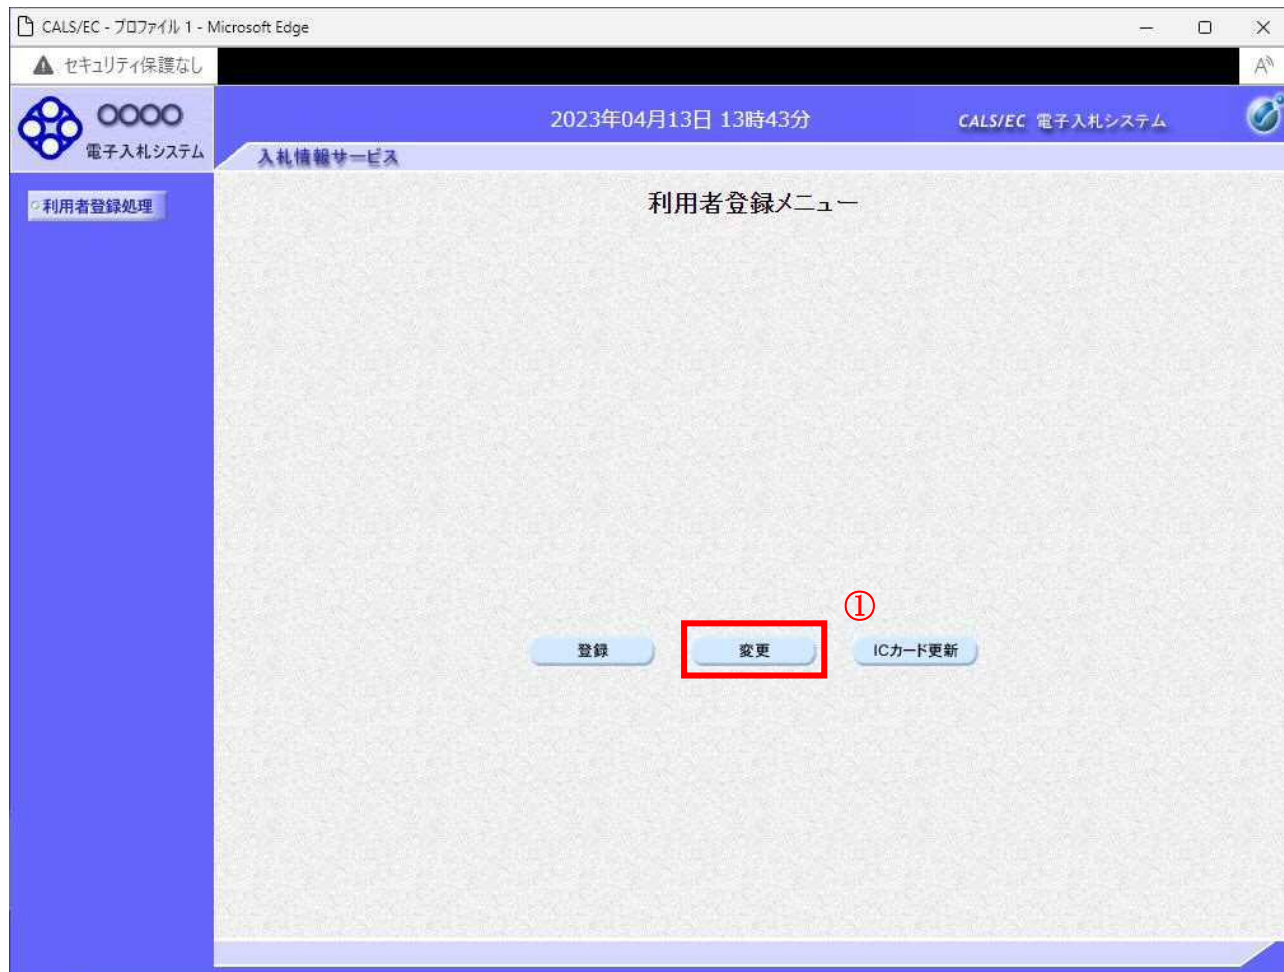 CALS/EC - プロファイル 1 - Microsoft Edge
セキュリティ保護なし
〇〇〇〇
電子入札システム
2023年04月13日 13時43分
CALS/EC 電子入札システム
入札情報サービス
利用者登録処理
利用者登録メニュー
①
登録
変更
ICカード更新